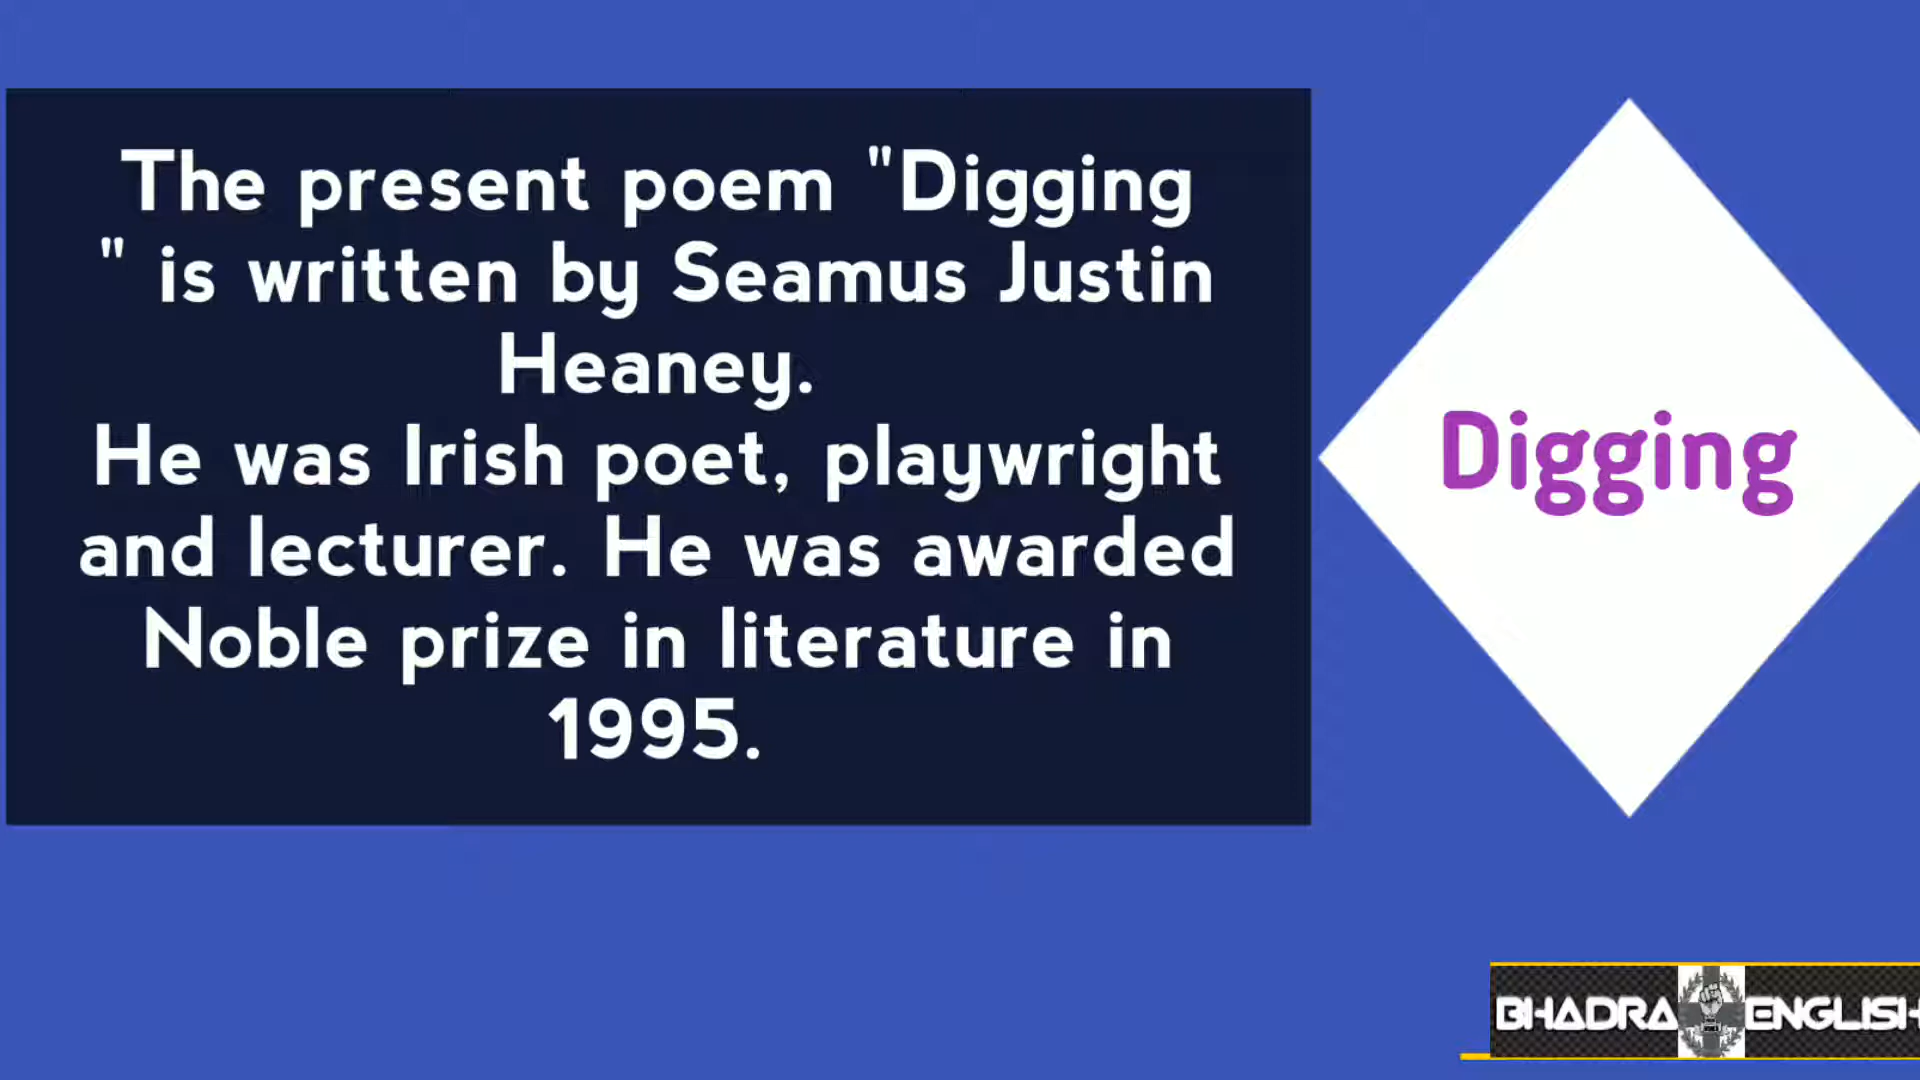 The present poem "Digging
" is written by Seamus Justin
Heaney.
He was Irish poet, playwright
and lecturer. He was awarded
Noble prize in literature in
1995.
Digging
BHADRA ENGLISH